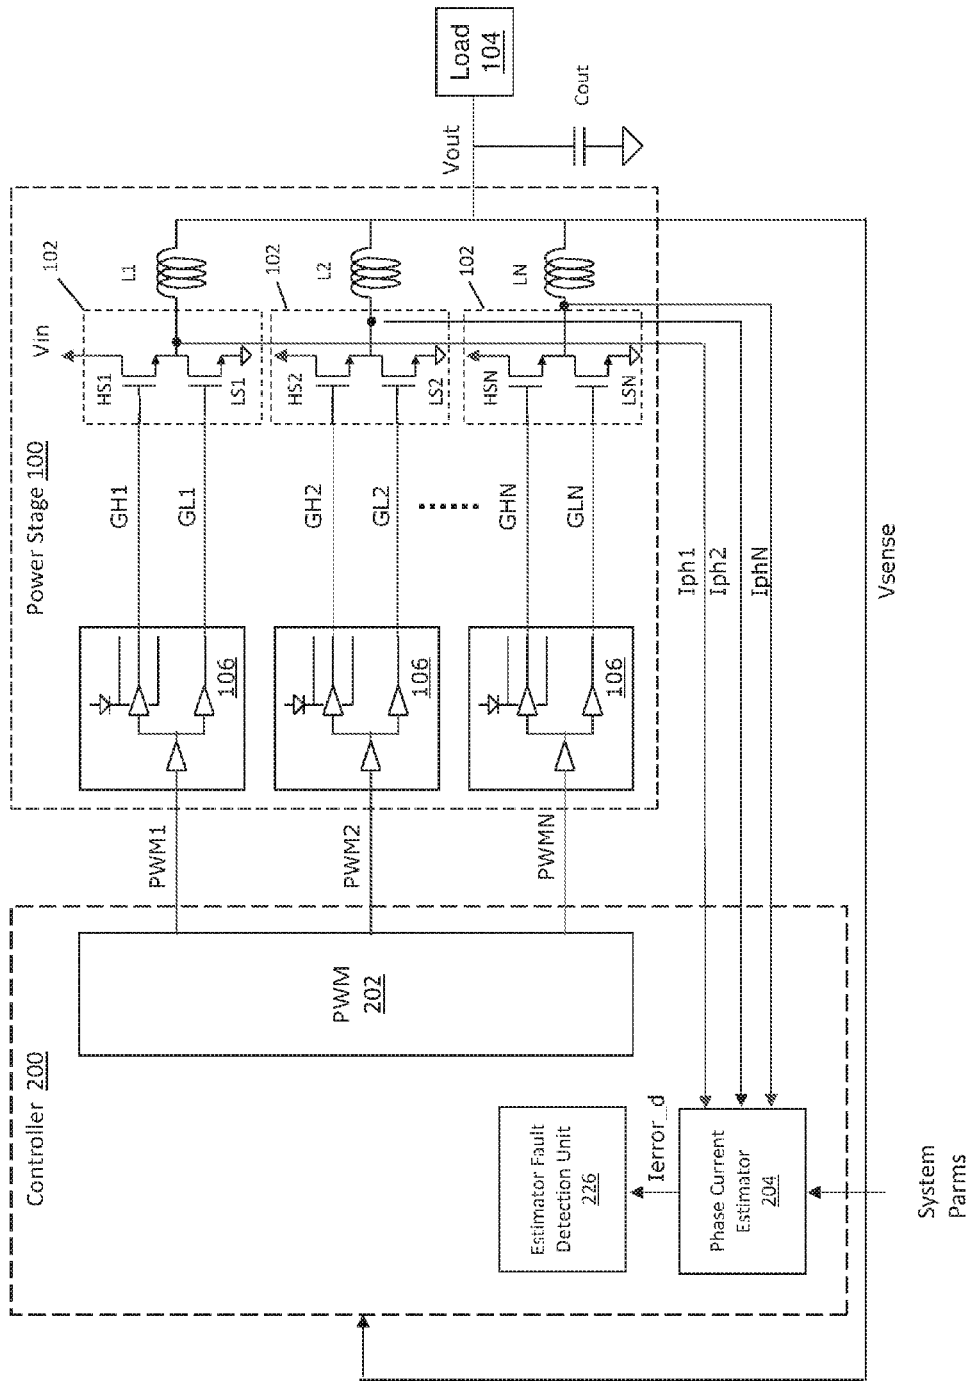 Controller 200
PWM
202
Estimator Fault
Detection Unit
226
Ierror_d
Phase Current
Estimator
204
System
Parms
PWM1
PWM2
PWMN
Power Stage 100
106
106
106
GH1
GL1
GH2
GL2
......
GHN
GLN
Iph1
Iph2
IphN
Vsense
Vin
102
HS1
LS1
L1
102
HS2
LS2
L2
102
HSN
LSN
LN
Vout
Load
104
Cout